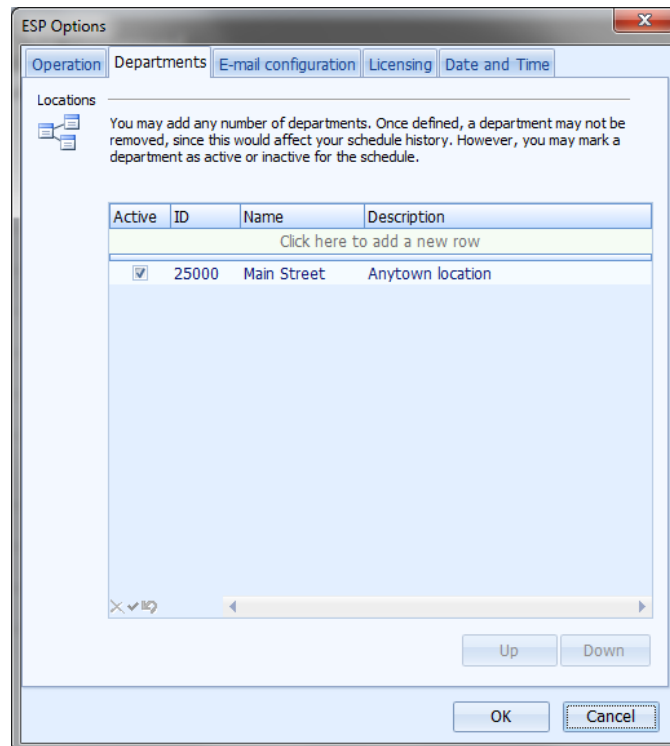 ESP Options
Operation Departments E-mail configuration Licensing Date and Time
Locations
You may add any number of departments. Once defined, a department may not be
removed, since this would affect your schedule history. However, you may mark a
department as active or inactive for the schedule.
Active ID Name Description
Click here to add a new row
25000 Main Street Anytown location
Up Down
OK Cancel